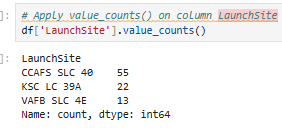 ]: # Apply value_counts() on column LaunchSite
df['LaunchSite'].value_counts()
]: LaunchSite
CCAFS SLC 40    55
KSC LC 39A      22
VAFB SLC 4E     13
Name: count, dtype: int64